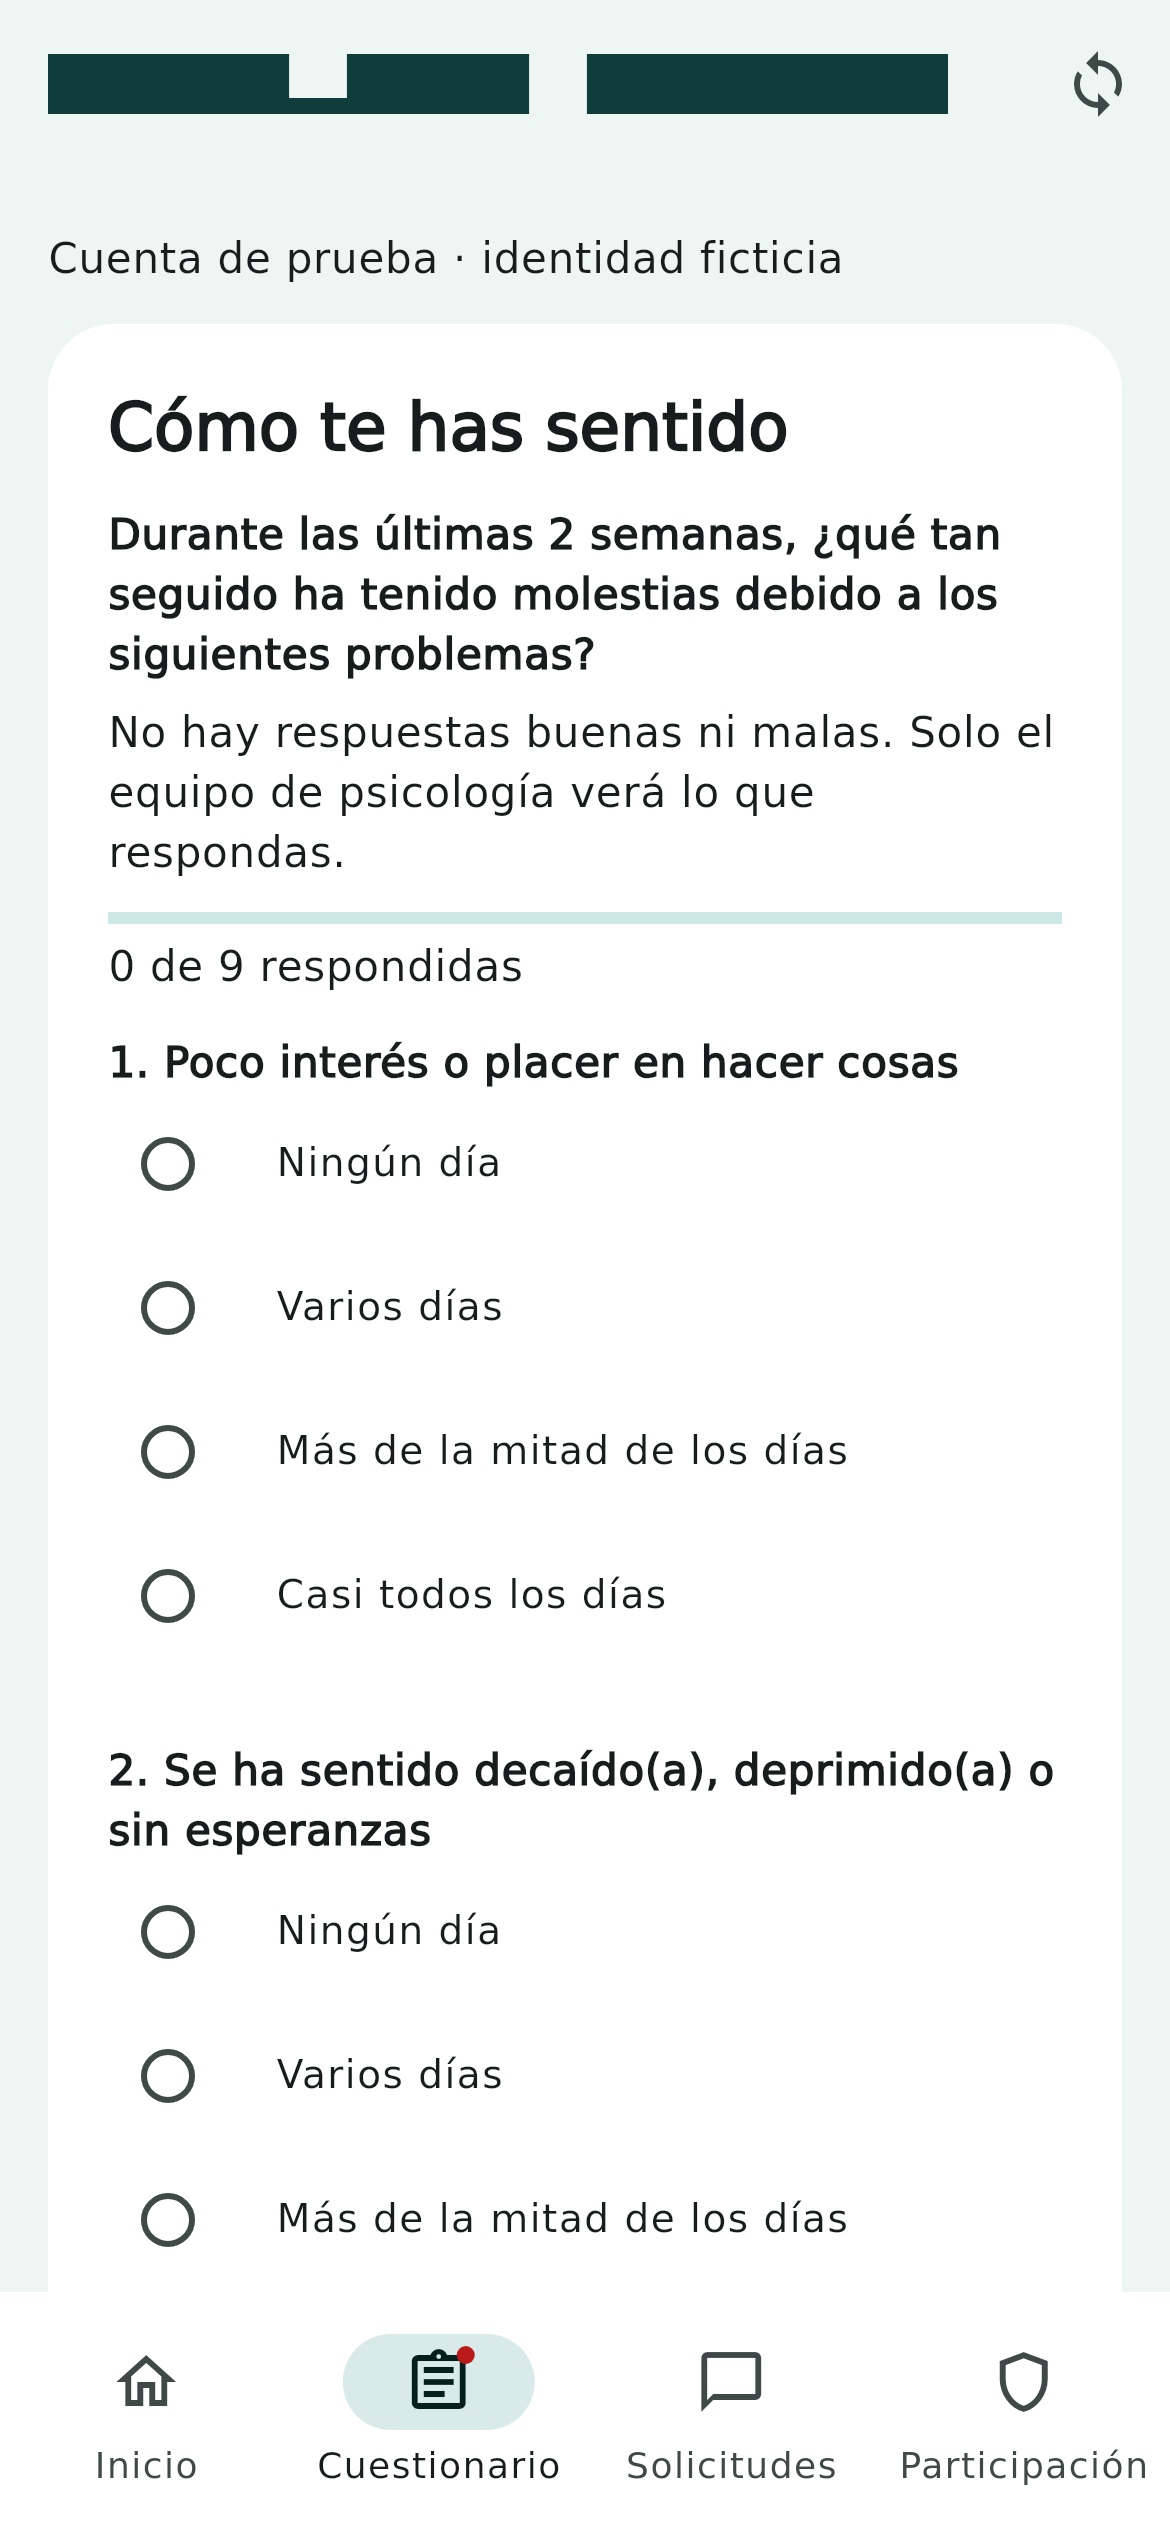 Cuenta de prueba · identidad ficticia
Cómo te has sentido
Durante las últimas 2 semanas, ¿qué tan
seguido ha tenido molestias debido a los
siguientes problemas?
No hay respuestas buenas ni malas. Solo el
equipo de psicología verá lo que
respondas.
0 de 9 respondidas
1. Poco interés o placer en hacer cosas
Ningún día
Varios días
Más de la mitad de los días
Casi todos los días
2. Se ha sentido decaído(a), deprimido(a) o
sin esperanzas
Ningún día
Varios días
Más de la mitad de los días
Inicio
Cuestionario
Solicitudes
Participación